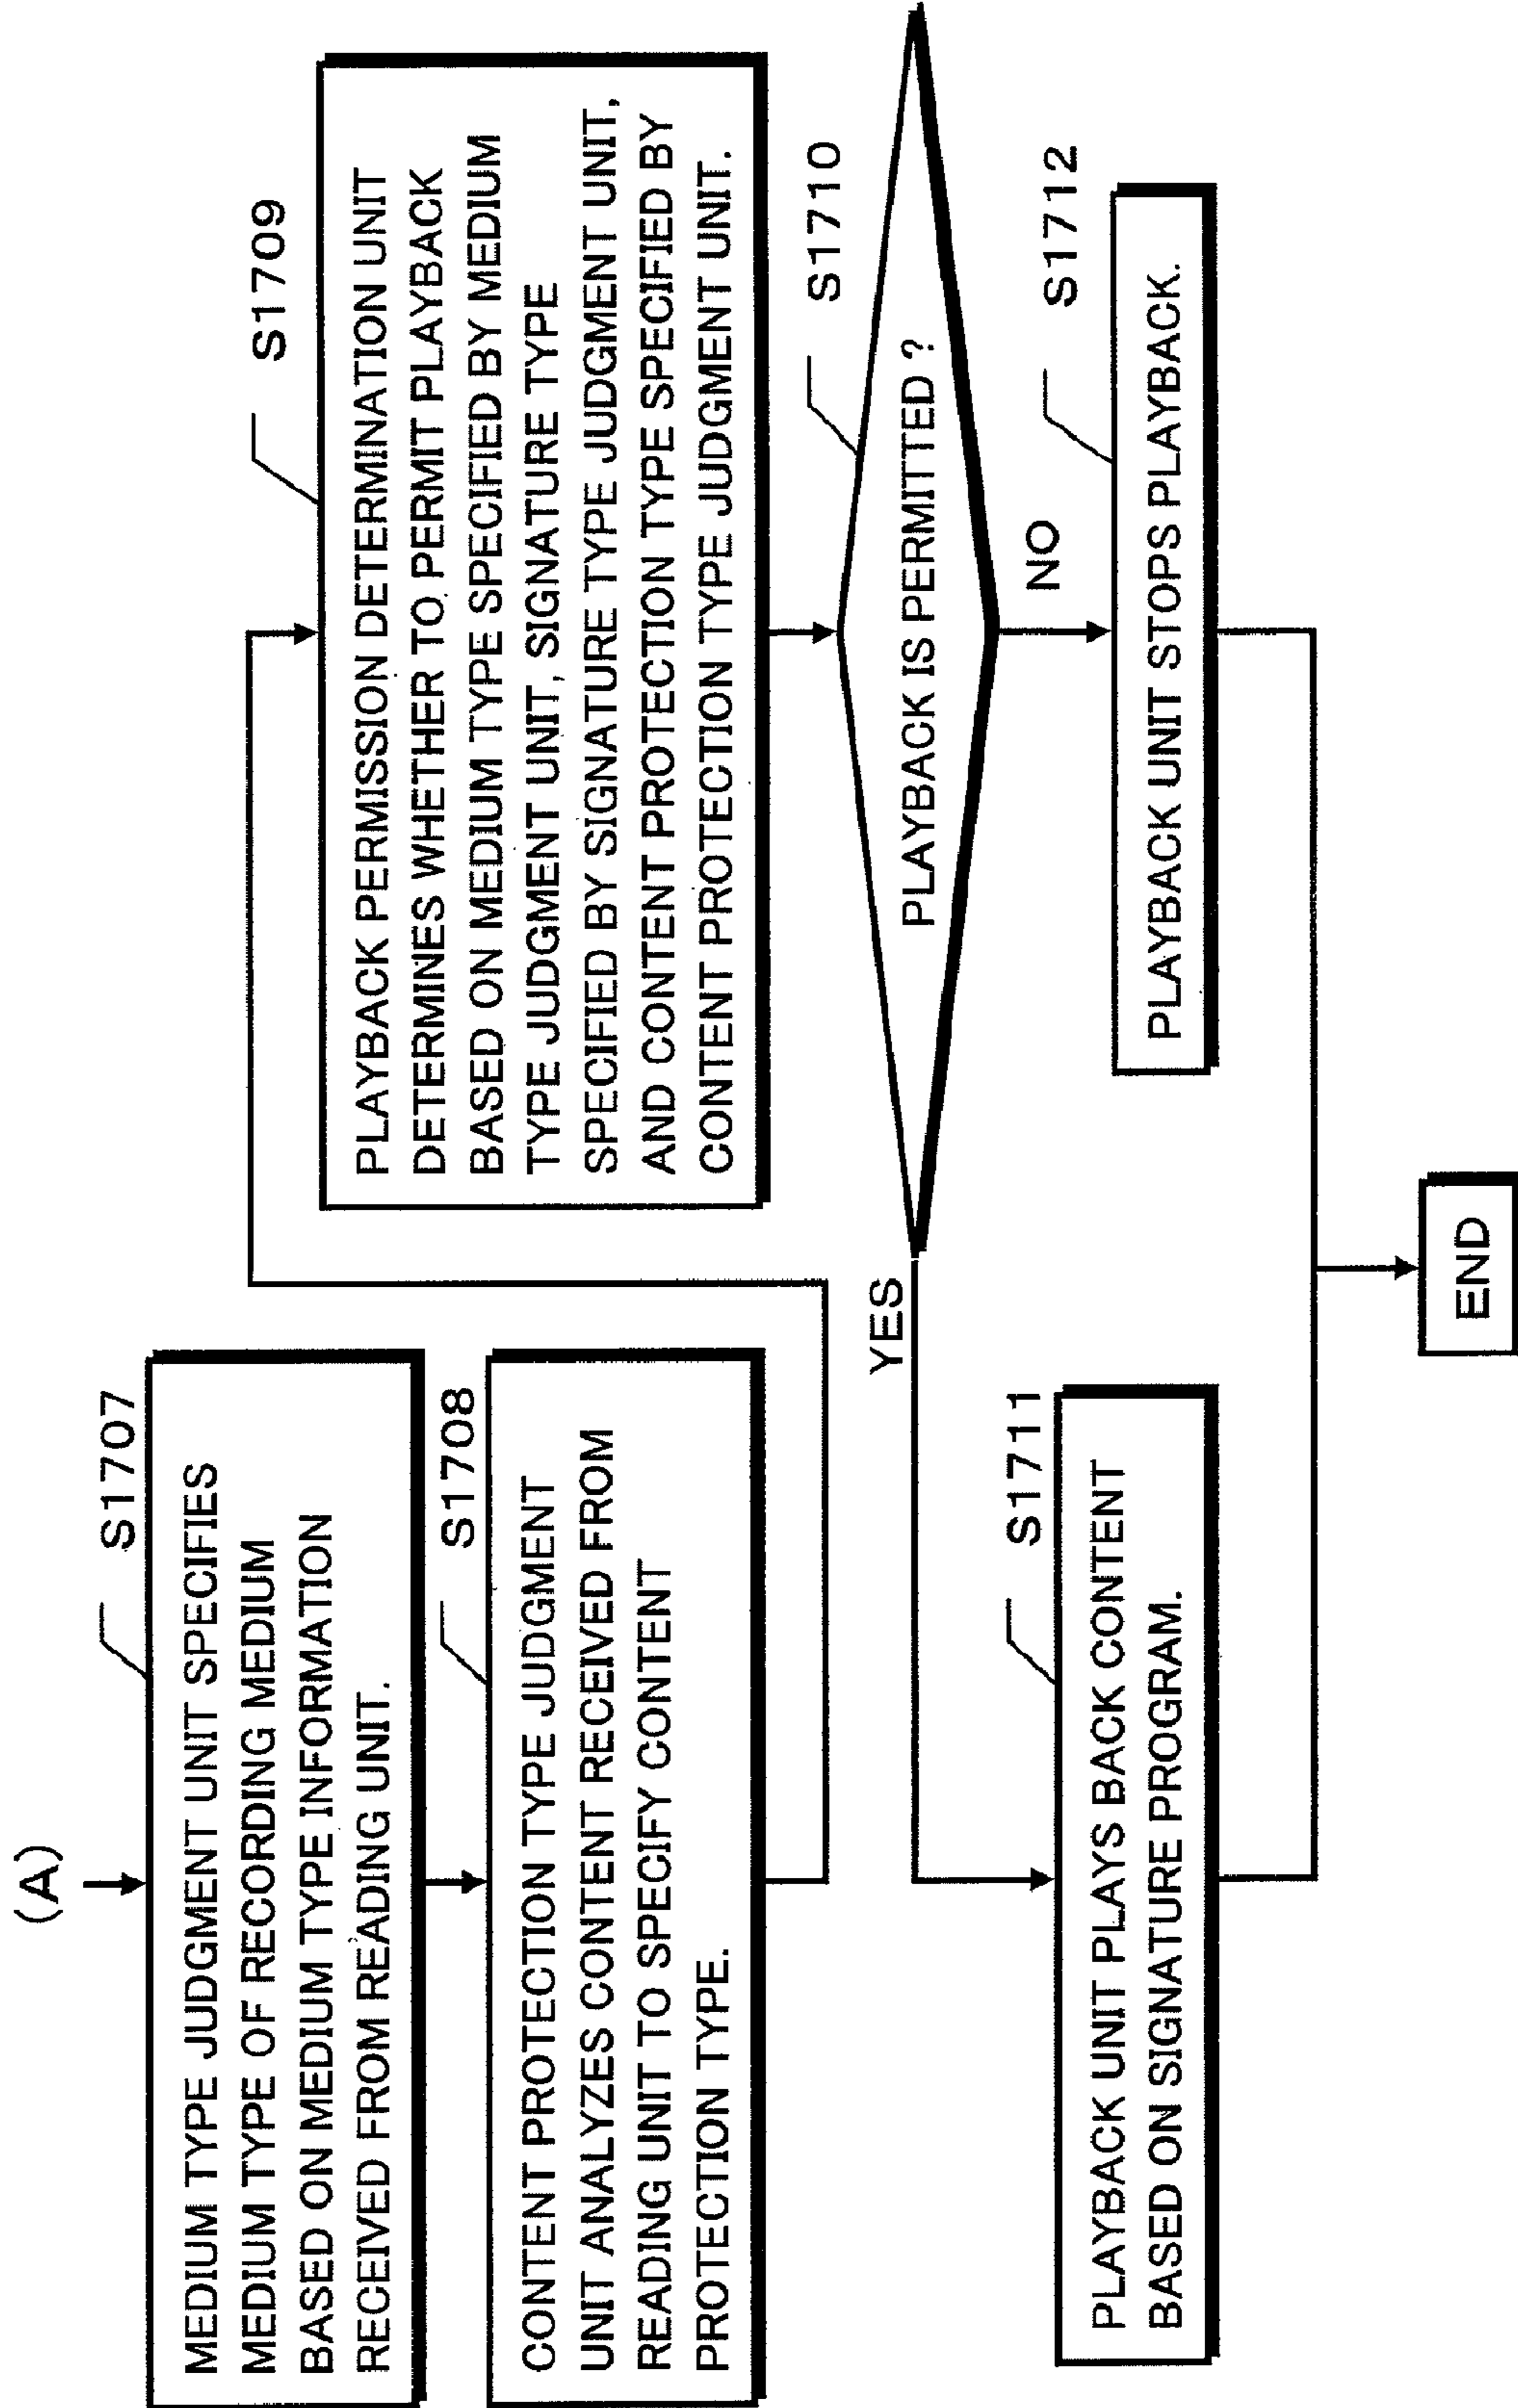 (A)
S1707
MEDIUM TYPE JUDGMENT UNIT SPECIFIES
MEDIUM TYPE OF RECORDING MEDIUM
BASED ON MEDIUM TYPE INFORMATION
RECEIVED FROM READING UNIT.
S1708
CONTENT PROTECTION TYPE JUDGMENT
UNIT ANALYZES CONTENT RECEIVED FROM
READING UNIT TO SPECIFY CONTENT
PROTECTION TYPE.
S1709
PLAYBACK PERMISSION DETERMINATION UNIT
DETERMINES WHETHER TO PERMIT PLAYBACK
BASED ON MEDIUM TYPE SPECIFIED BY MEDIUM
TYPE JUDGMENT UNIT, SIGNATURE TYPE
SPECIFIED BY SIGNATURE TYPE JUDGMENT UNIT,
AND CONTENT PROTECTION TYPE SPECIFIED BY
CONTENT PROTECTION TYPE JUDGMENT UNIT.
S1710
PLAYBACK IS PERMITTED ?
YES
NO
S1711
PLAYBACK UNIT PLAYS BACK CONTENT
BASED ON SIGNATURE PROGRAM.
S1712
PLAYBACK UNIT STOPS PLAYBACK.
END